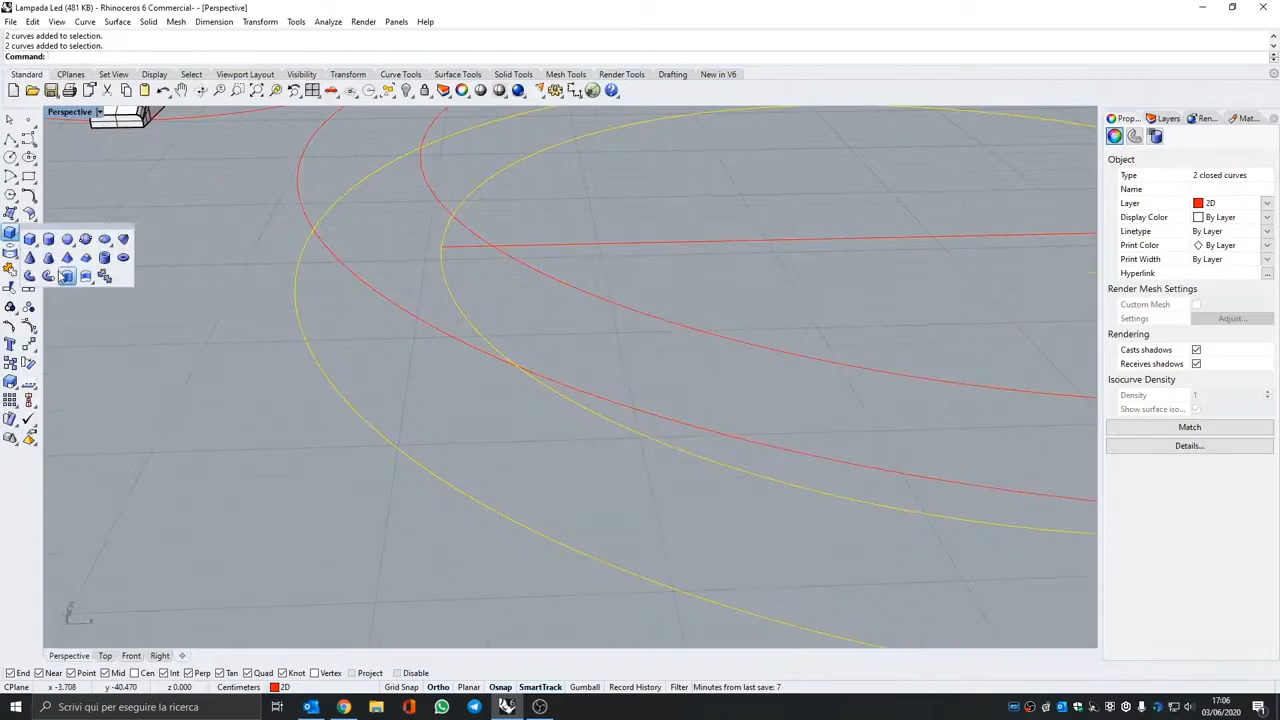 Lampada Led (481 KB) - Rhinoceros 6 Commercial- - [Perspective]
File Edit View Curve Surface Solid Mesh Dimension Transform Tools Analyze Render Panels Help
2 curves added to selection.
2 curves added to selection.
Command:
Standard CPlanes Set View Display Select Viewport Layout Visibility Transform Curve Tools Surface Tools Solid Tools Mesh Tools Render Tools Drafting New in V6
Perspective
Prop... Layers Ren... Mat...
Object
Type 2 closed curves
Name
Layer 2D
Display Color By Layer
Linetype By Layer
Print Color By Layer
Print Width By Layer
Hyperlink ...
Render Mesh Settings
Custom Mesh
Settings Adjust...
Rendering
Casts shadows
Receives shadows
Isocurve Density
Density 1
Show surface iso...
Match
Details...
z
x
Perspective Top Front Right
End Near Point Mid Cen Int Perp Tan Quad Knot Vertex Project Disable
CPlane x -3.708 y -40.470 z 0.000 Centimeters 2D Grid Snap Ortho Planar Osnap SmartTrack Gumball Record History Filter Minutes from last save: 7
Scrivi qui per eseguire la ricerca
17:06
03/06/2020